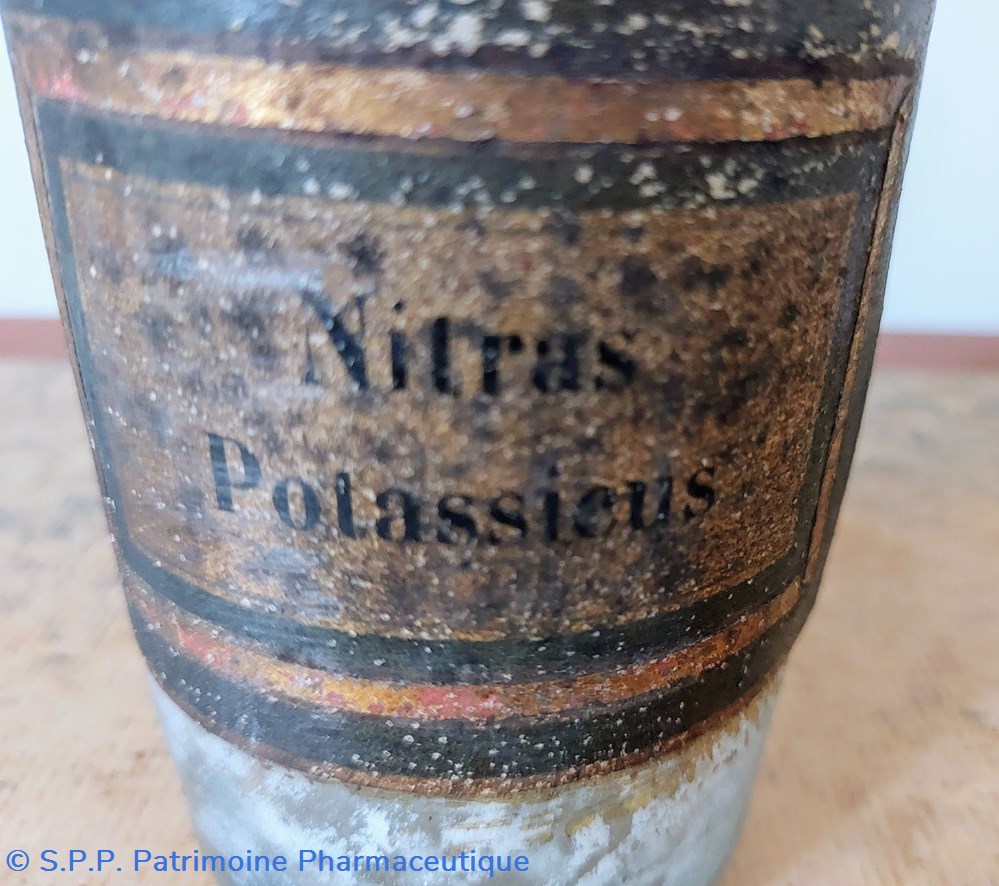 Nitras
Potassicus
© S.P.P. Patrimoine Pharmaceutique